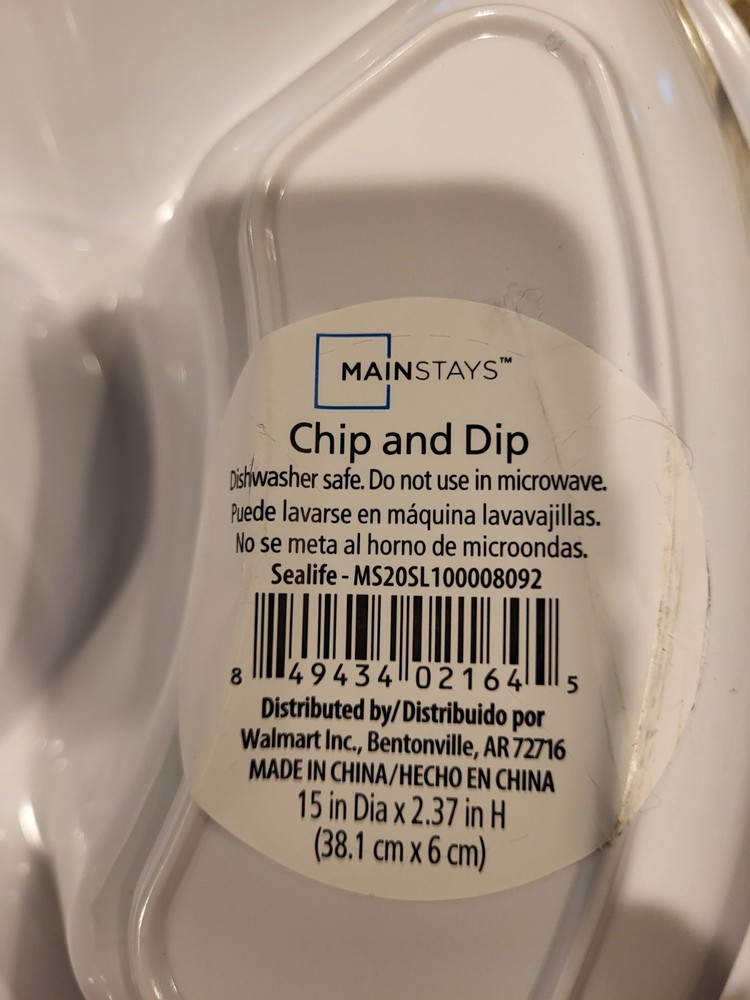 MAINSTAYS™
Chip and Dip
Dishwasher safe. Do not use in microwave.
Puede lavarse en máquina lavavajillas.
No se meta al horno de microondas.
Sealife - MS20SL100008092
8 49434 02164 5
Distributed by/Distribuido por
Walmart Inc., Bentonville, AR 72716
MADE IN CHINA/HECHO EN CHINA
15 in Dia x 2.37 in H
(38.1 cm x 6 cm)